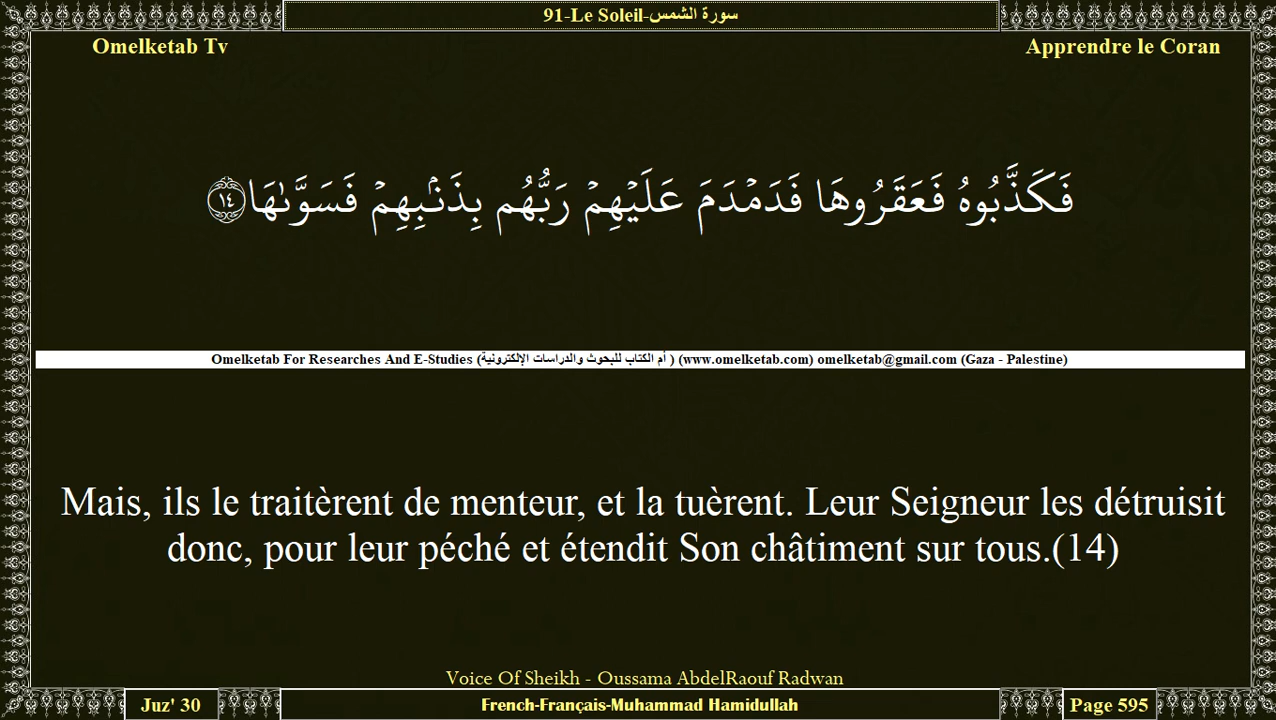 91-Le Soleil-سورة الشمس
Omelketab Tv
Apprendre le Coran
فَكَذَّبُوهُ فَعَقَرُوهَا فَدَمۡدَمَ عَلَيۡهِمۡ رَبُّهُم بِذَنۢبِهِمۡ فَسَوَّىٰهَا ١٤
Omelketab For Researches And E-Studies (أم الكتاب للبحوث والدراسات الإلكترونية ) (www.omelketab.com) omelketab@gmail.com (Gaza - Palestine)
Mais, ils le traitèrent de menteur, et la tuèrent. Leur Seigneur les détruisit
donc, pour leur péché et étendit Son châtiment sur tous.(14)
Voice Of Sheikh - Oussama AbdelRaouf Radwan
Juz' 30
French-Français-Muhammad Hamidullah
Page 595